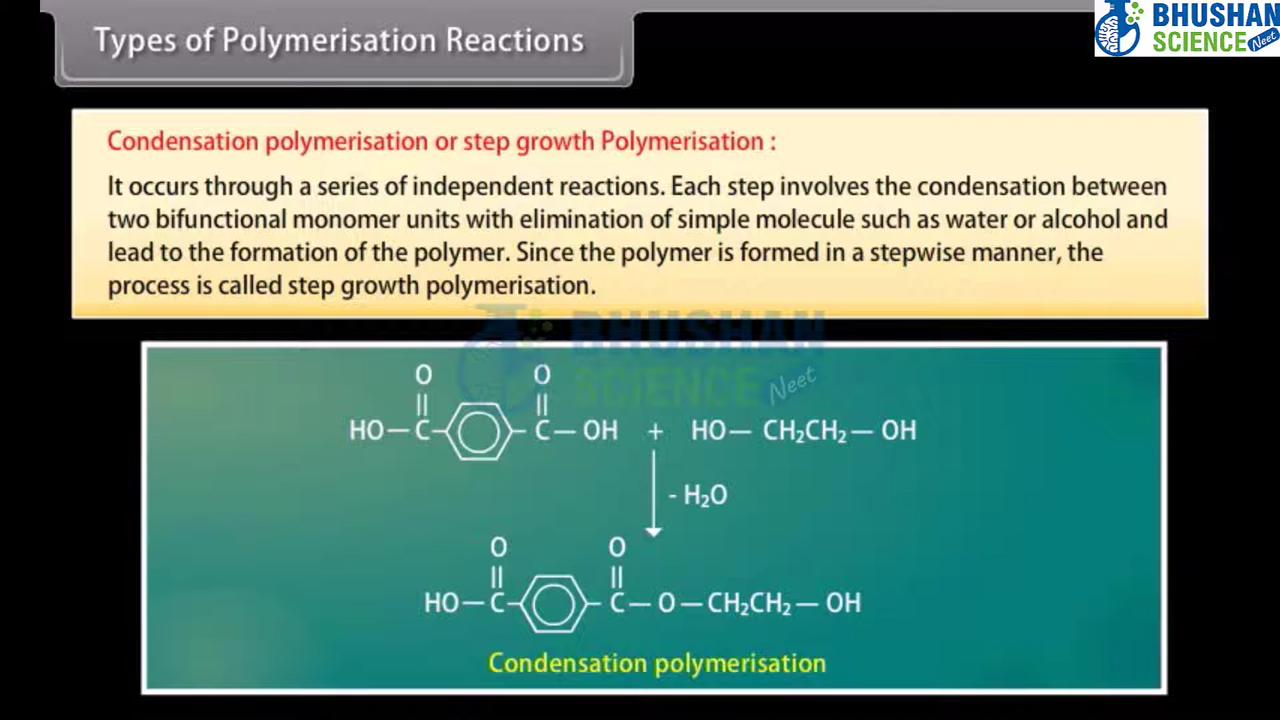 Types of Polymerisation Reactions
BHUSHAN
SCIENCE Neet
Condensation polymerisation or step growth Polymerisation :
It occurs through a series of independent reactions. Each step involves the condensation between
two bifunctional monomer units with elimination of simple molecule such as water or alcohol and
lead to the formation of the polymer. Since the polymer is formed in a stepwise manner, the
process is called step growth polymerisation.
BHUSHAN
SCIENCE Neet
O O
HO—C C—OH + HO—CH₂CH₂—OH
- H₂O
O O
HO—C C—O—CH₂CH₂—OH
Condensation polymerisation